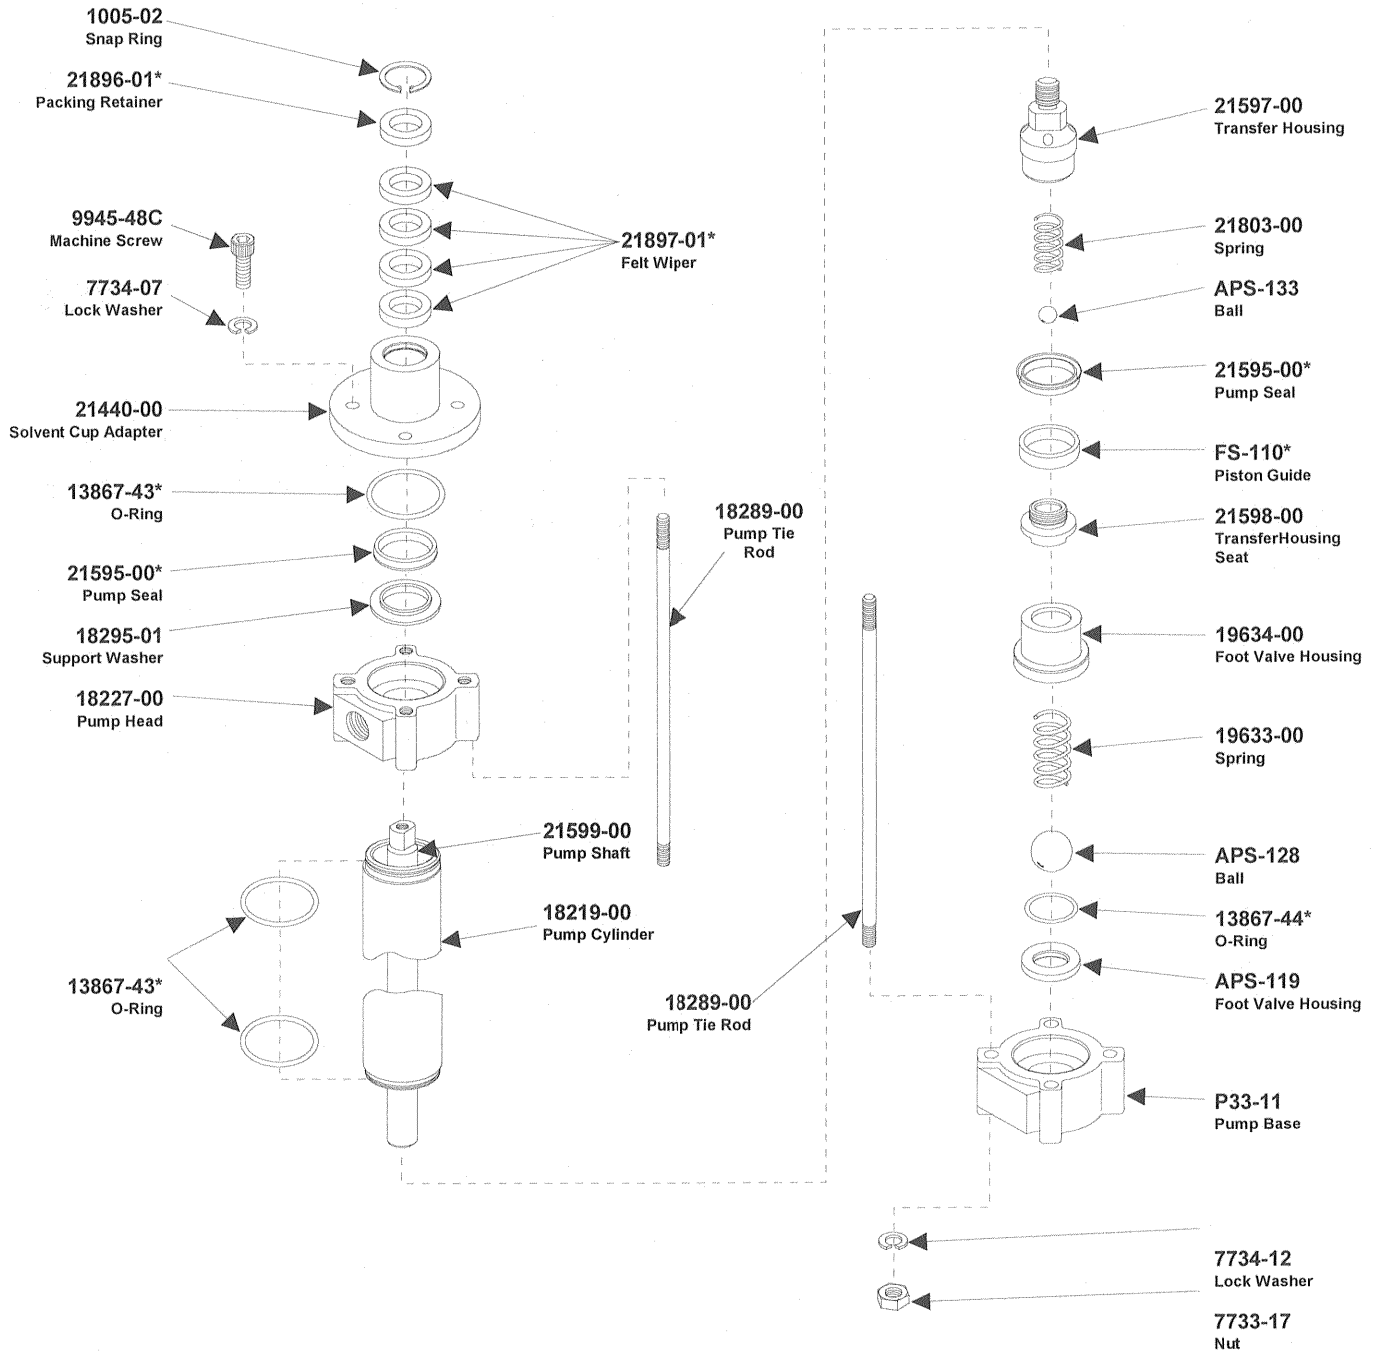 1005-02
Snap Ring
21896-01*
Packing Retainer
9945-48C
Machine Screw
7734-07
Lock Washer
21897-01*
Felt Wiper
21440-00
Solvent Cup Adapter
13867-43*
O-Ring
21595-00*
Pump Seal
18295-01
Support Washer
18227-00
Pump Head
18289-00
Pump Tie
Rod
21599-00
Pump Shaft
18219-00
Pump Cylinder
13867-43*
O-Ring
18289-00
Pump Tie Rod
21597-00
Transfer Housing
21803-00
Spring
APS-133
Ball
21595-00*
Pump Seal
FS-110*
Piston Guide
21598-00
TransferHousing
Seat
19634-00
Foot Valve Housing
19633-00
Spring
APS-128
Ball
13867-44*
O-Ring
APS-119
Foot Valve Housing
P33-11
Pump Base
7734-12
Lock Washer
7733-17
Nut